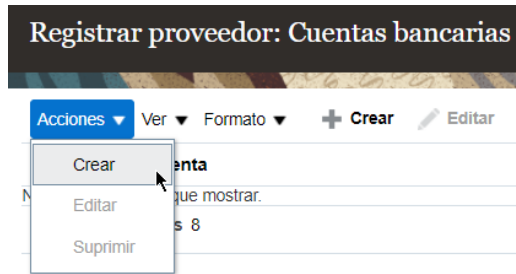 Registrar proveedor: Cuentas bancarias
Acciones Ver Formato Crear Editar
Crear
enta
que mostrar.
Editar
s 8
Suprimir